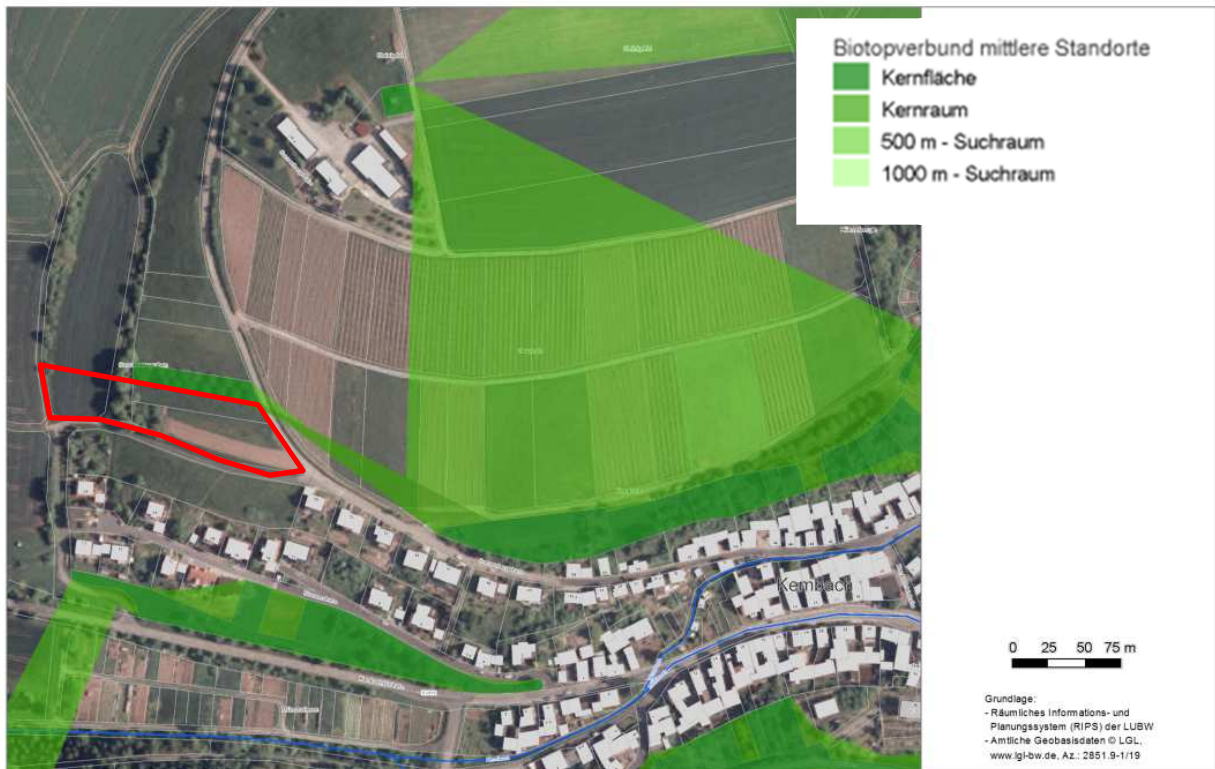 Biotopverbund mittlere Standorte
Kernfläche
Kernraum
500 m - Suchraum
1000 m - Suchraum
Kembach
0 25 50 75 m
Grundlage:
- Räumliches Informations- und
Planungssystem (RIPS) der LUBW
- Amtliche Geobasisdaten © LGL,
www.lgl-bw.de, Az.: 2851.9-1/19